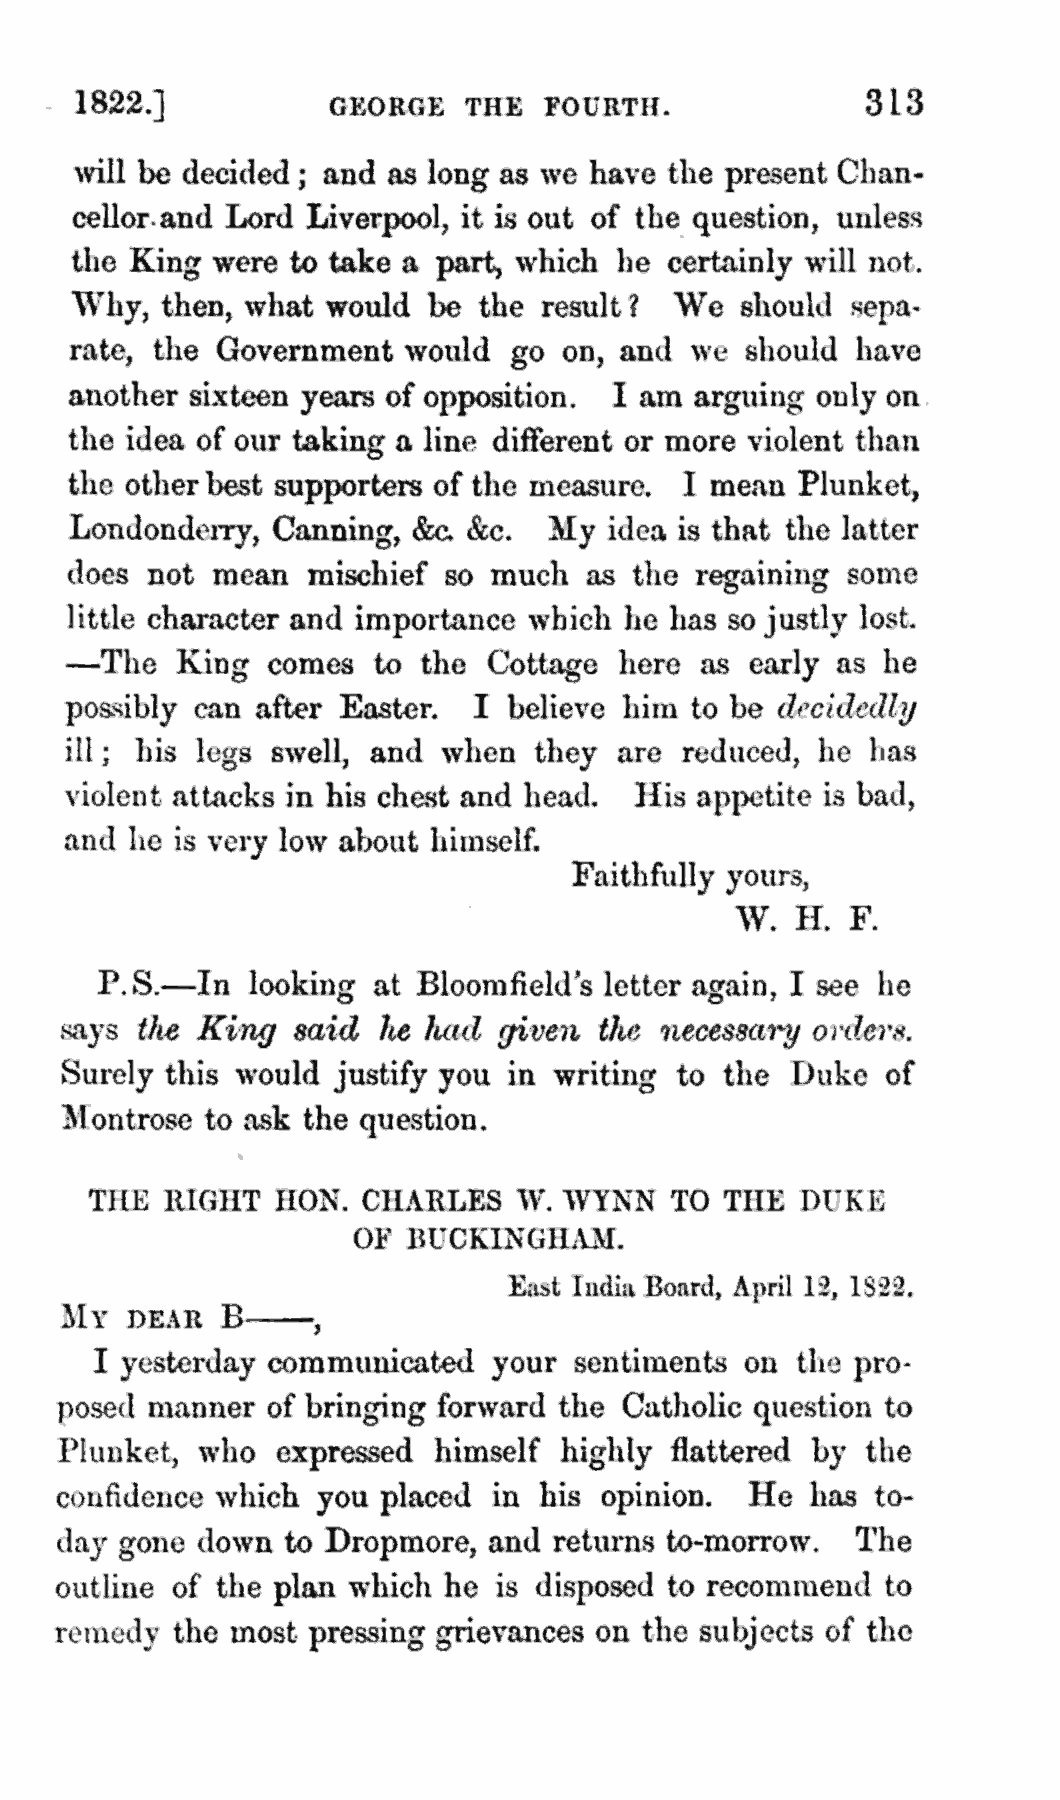 1822.] GEORGE THE FOURTH. 313
will be decided; and as long as we have the present Chan-
cellor and Lord Liverpool, it is out of the question, unless
the King were to take a part, which he certainly will not.
Why, then, what would be the result? We should sepa-
rate, the Government would go on, and we should have
another sixteen years of opposition. I am arguing only on
the idea of our taking a line different or more violent than
the other best supporters of the measure. I mean Plunket,
Londonderry, Canning, &c. &c. My idea is that the latter
does not mean mischief so much as the regaining some
little character and importance which he has so justly lost.
—The King comes to the Cottage here as early as he
possibly can after Easter. I believe him to be decidedly
ill; his legs swell, and when they are reduced, he has
violent attacks in his chest and head. His appetite is bad,
and he is very low about himself.
Faithfully yours,
W. H. F.
P.S.—In looking at Bloomfield's letter again, I see he
says the King said he had given the necessary orders.
Surely this would justify you in writing to the Duke of
Montrose to ask the question.
THE RIGHT HON. CHARLES W. WYNN TO THE DUKE
OF BUCKINGHAM.
East India Board, April 12, 1822.
MY DEAR B——,
I yesterday communicated your sentiments on the pro-
posed manner of bringing forward the Catholic question to
Plunket, who expressed himself highly flattered by the
confidence which you placed in his opinion. He has to-
day gone down to Dropmore, and returns to-morrow. The
outline of the plan which he is disposed to recommend to
remedy the most pressing grievances on the subjects of the